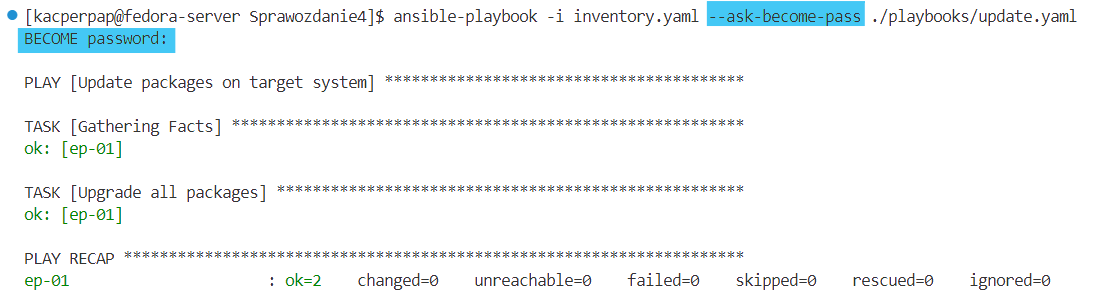 [kacperpap@fedora-server Sprawozdanie4]$ ansible-playbook -i inventory.yaml --ask-become-pass ./playbooks/update.yaml
BECOME password:
PLAY [Update packages on target system] ****************************************
TASK [Gathering Facts] *********************************************************
ok: [ep-01]
TASK [Upgrade all packages] ****************************************************
ok: [ep-01]
PLAY RECAP *********************************************************************
ep-01                      : ok=2    changed=0    unreachable=0    failed=0    skipped=0    rescued=0    ignored=0